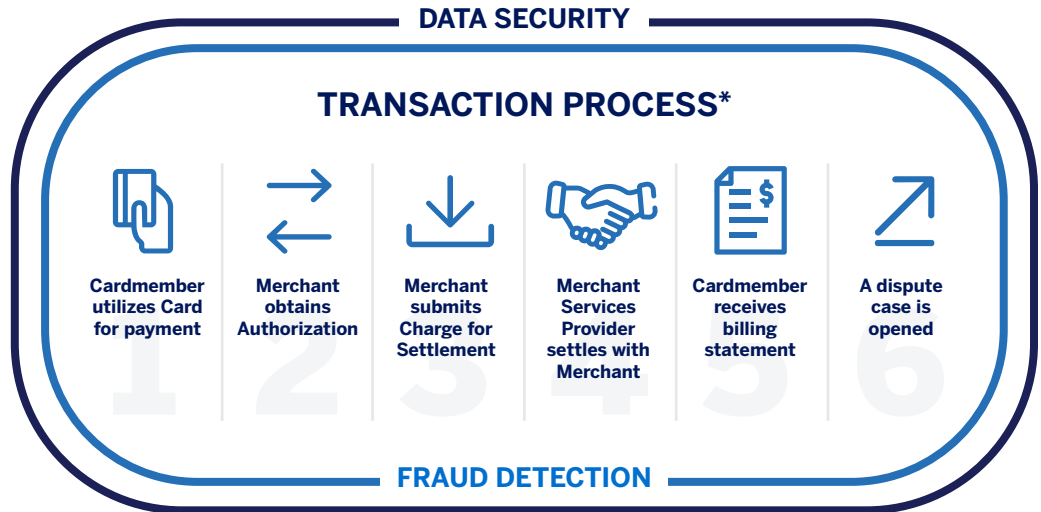 DATA SECURITY
TRANSACTION PROCESS*
$
Cardmember
utilizes Card
for payment
1
Merchant
obtains
Authorization
2
Merchant
submits
Charge for
Settlement
3
Merchant
Services
Provider
settles with
Merchant
4
Cardmember
receives
billing
statement
5
A dispute
case is
opened
6
FRAUD DETECTION